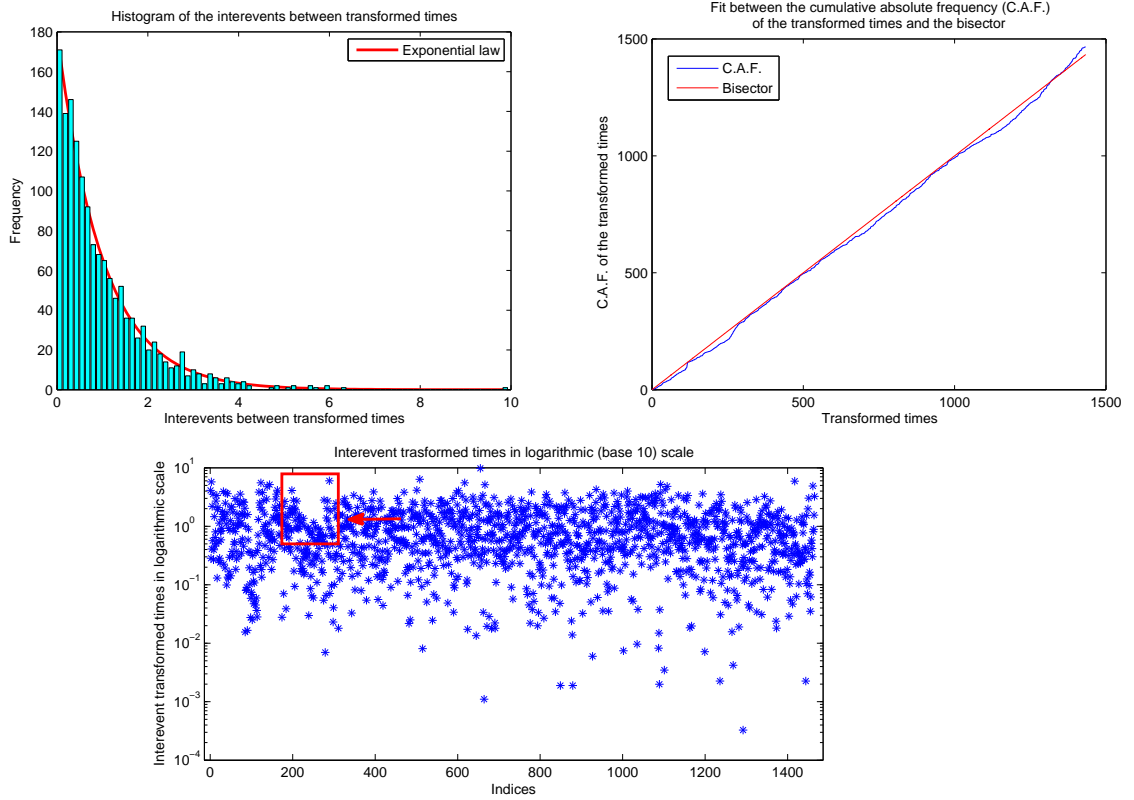 Histogram of the interevents between transformed times
180
160
140
120
100
80
60
40
20
0
Frequency
Exponential law
0 2 4 6 8 10
Interevents between transformed times
Fit between the cumulative absolute frequency (C.A.F.)
of the transformed times and the bisector
1500
1000
500
0
C.A.F. of the transformed times
C.A.F.
Bisector
0 500 1000 1500
Transformed times
Interevent trasformed times in logarithmic (base 10) scale
10^1
10^0
10^−1
10^−2
10^−3
10^−4
Interevent transformed times in logarithmic scale
0 200 400 600 800 1000 1200 1400
Indices